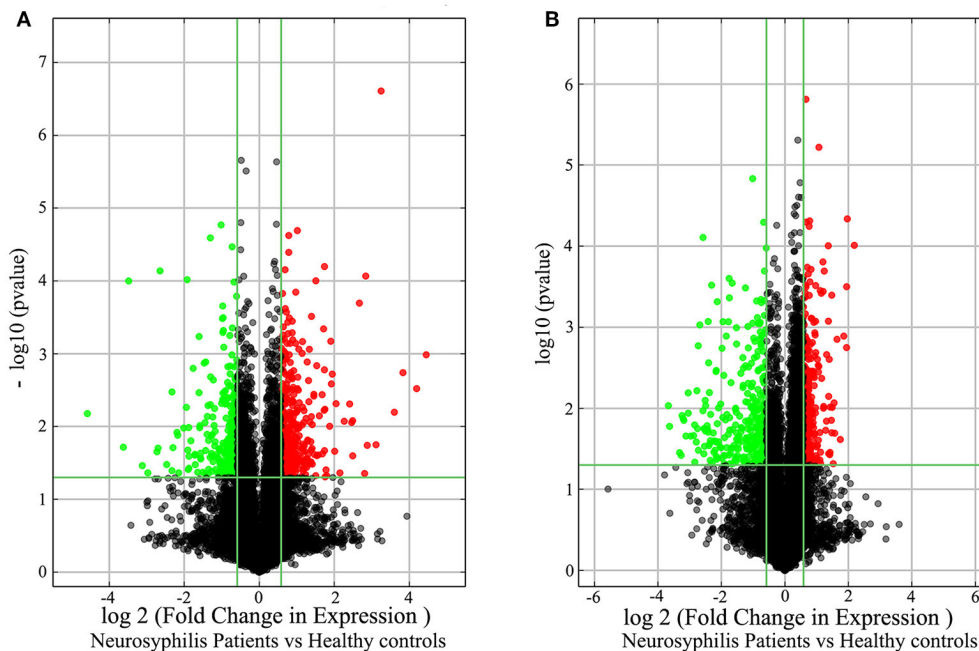 A
7
6
5
4
3
2
1
0
- log10 (pvalue)
-4 -2 0 2 4
log 2 (Fold Change in Expression )
Neurosyphilis Patients vs Healthy controls
B
6
5
4
3
2
1
0
log10 (pvalue)
-6 -4 -2 0 2 4 6
log 2 (Fold Change in Expression )
Neurosyphilis Patients vs Healthy controls